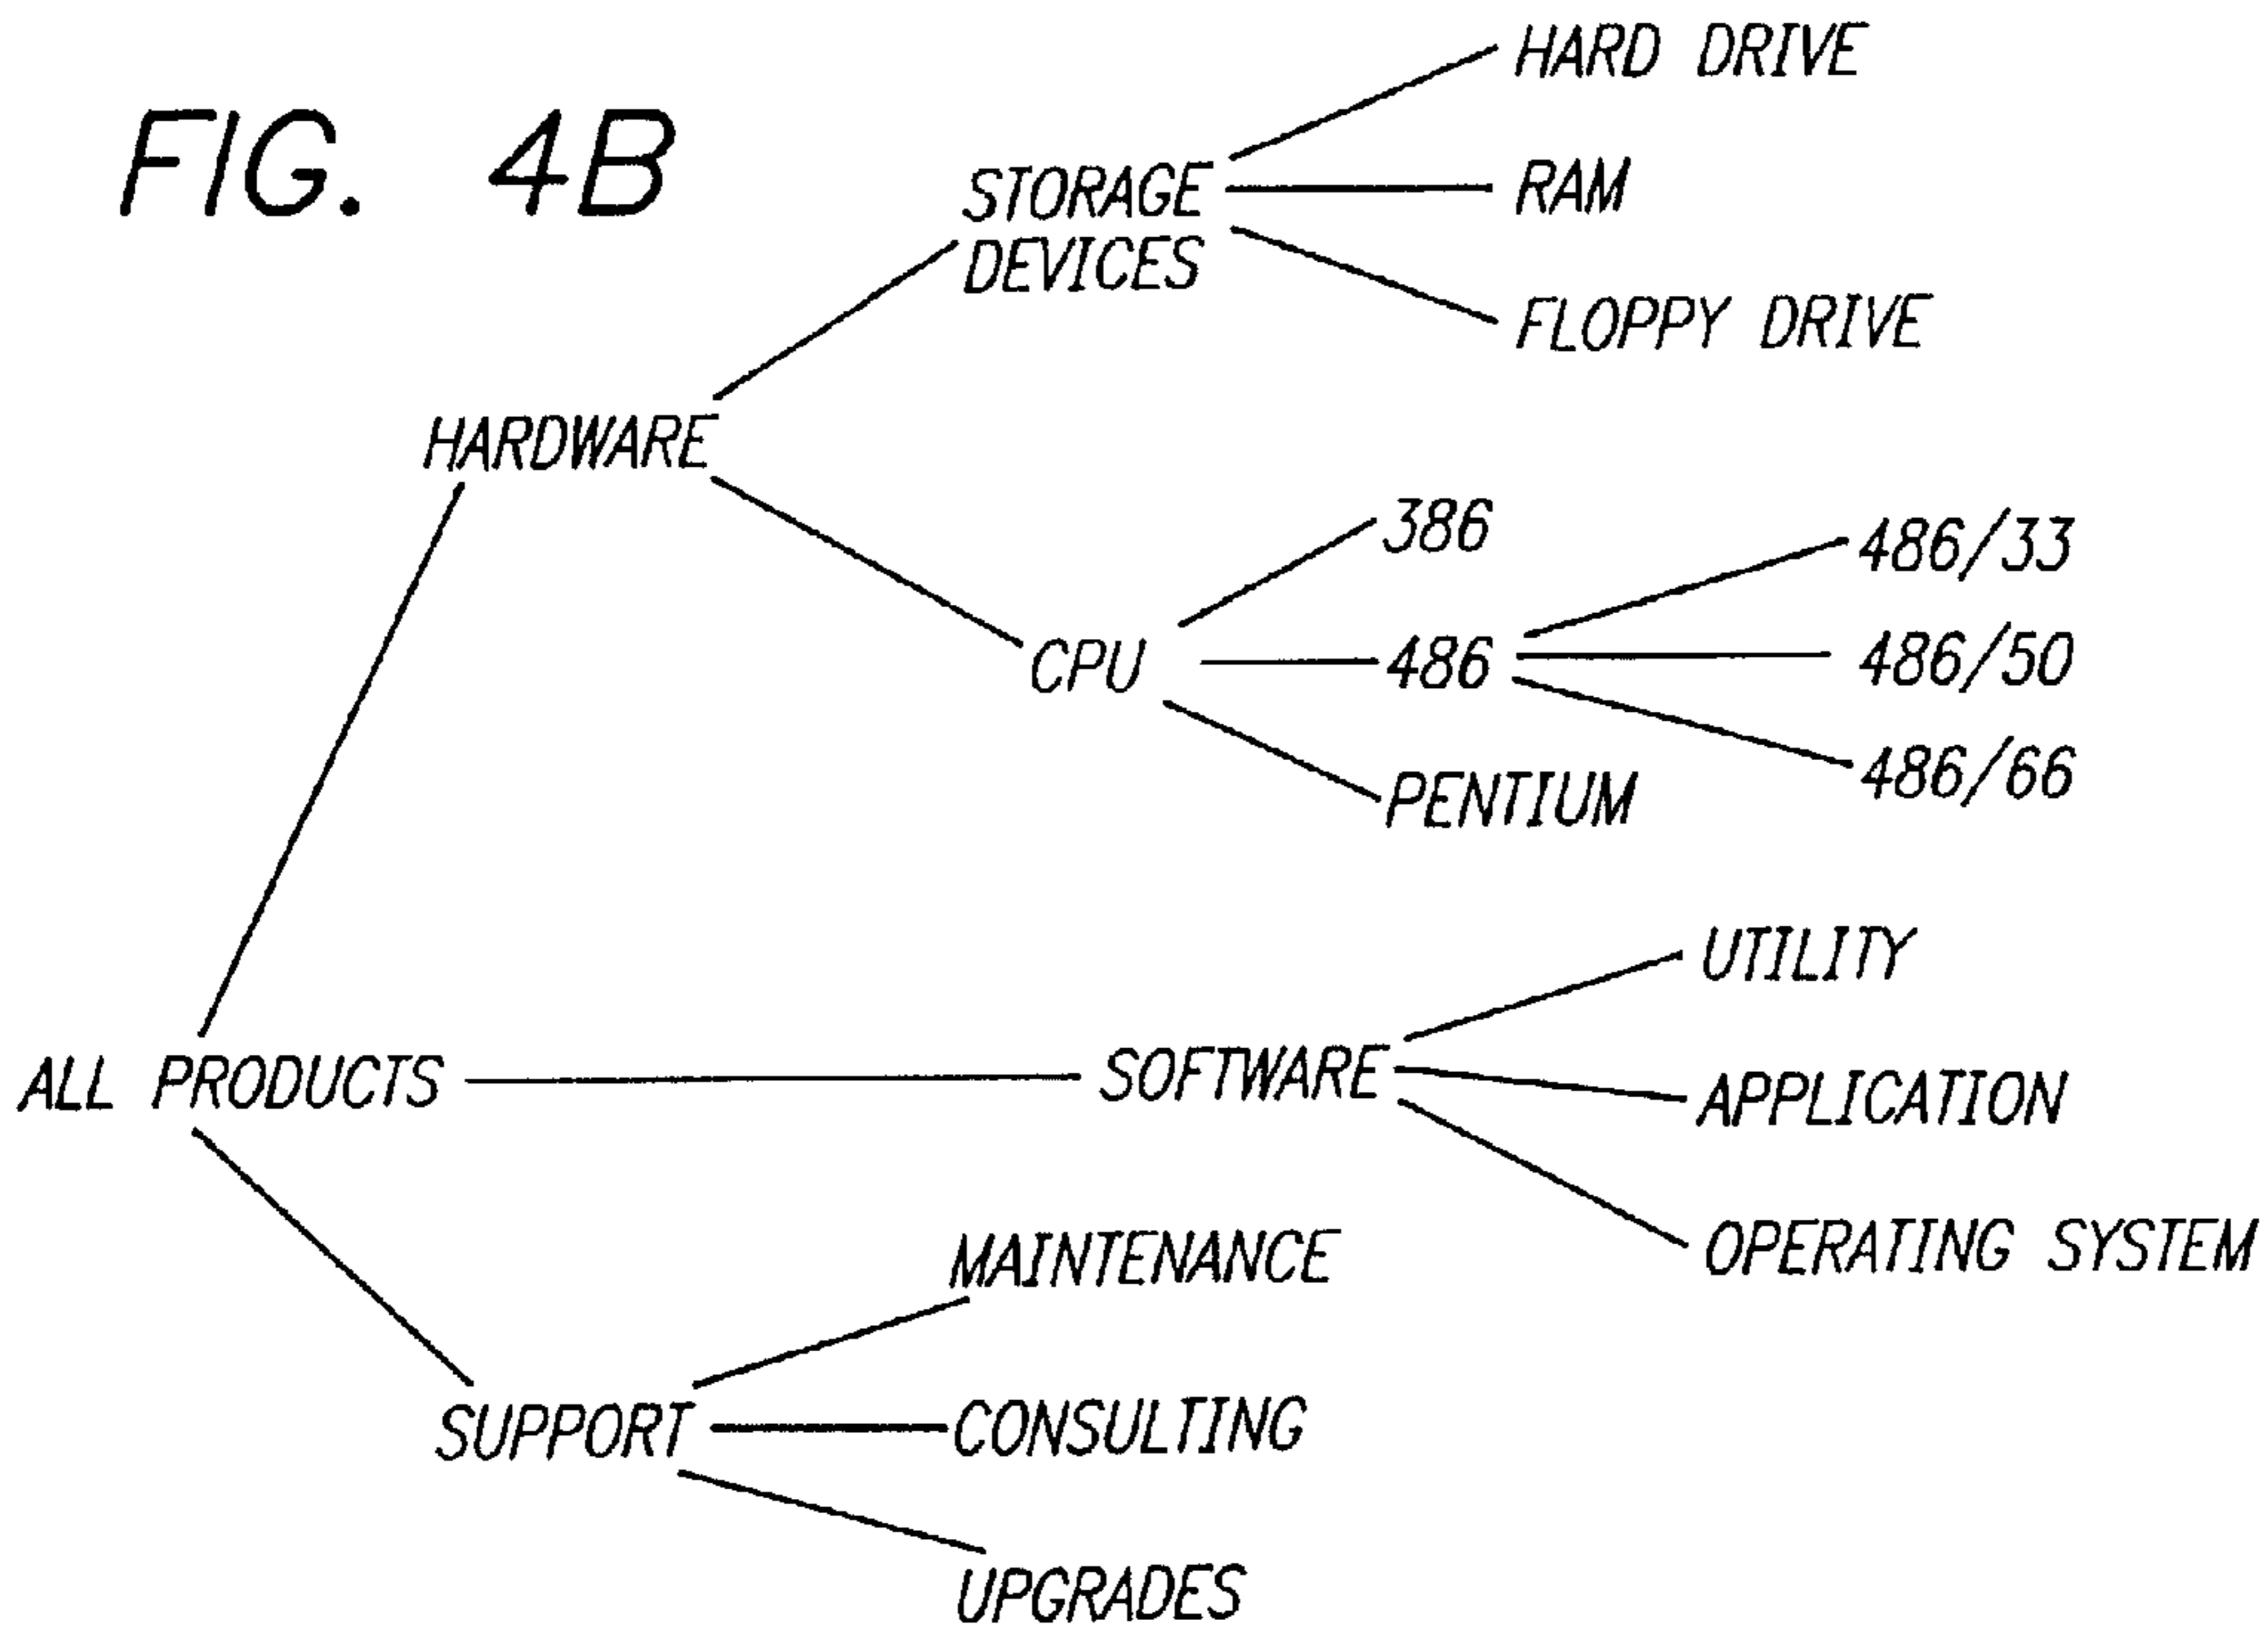 FIG. 4B
HARD DRIVE
STORAGE
DEVICES
RAM
FLOPPY DRIVE
HARDWARE
386
CPU
486
PENTIUM
486/33
486/50
486/66
ALL PRODUCTS
SOFTWARE
UTILITY
APPLICATION
OPERATING SYSTEM
SUPPORT
MAINTENANCE
CONSULTING
UPGRADES